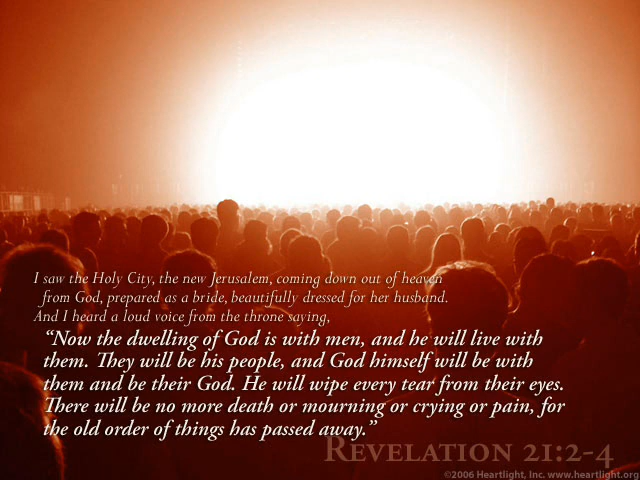 I saw the Holy City, the new Jerusalem, coming down out of heaven
from God, prepared as a bride, beautifully dressed for her husband.
And I heard a loud voice from the throne saying,
“Now the dwelling of God is with men, and he will live with
them. They will be his people, and God himself will be with
them and be their God. He will wipe every tear from their eyes.
There will be no more death or mourning or crying or pain, for
the old order of things has passed away.”
Revelation 21:2-4
©2006 Heartlight, Inc. www.heartlight.org